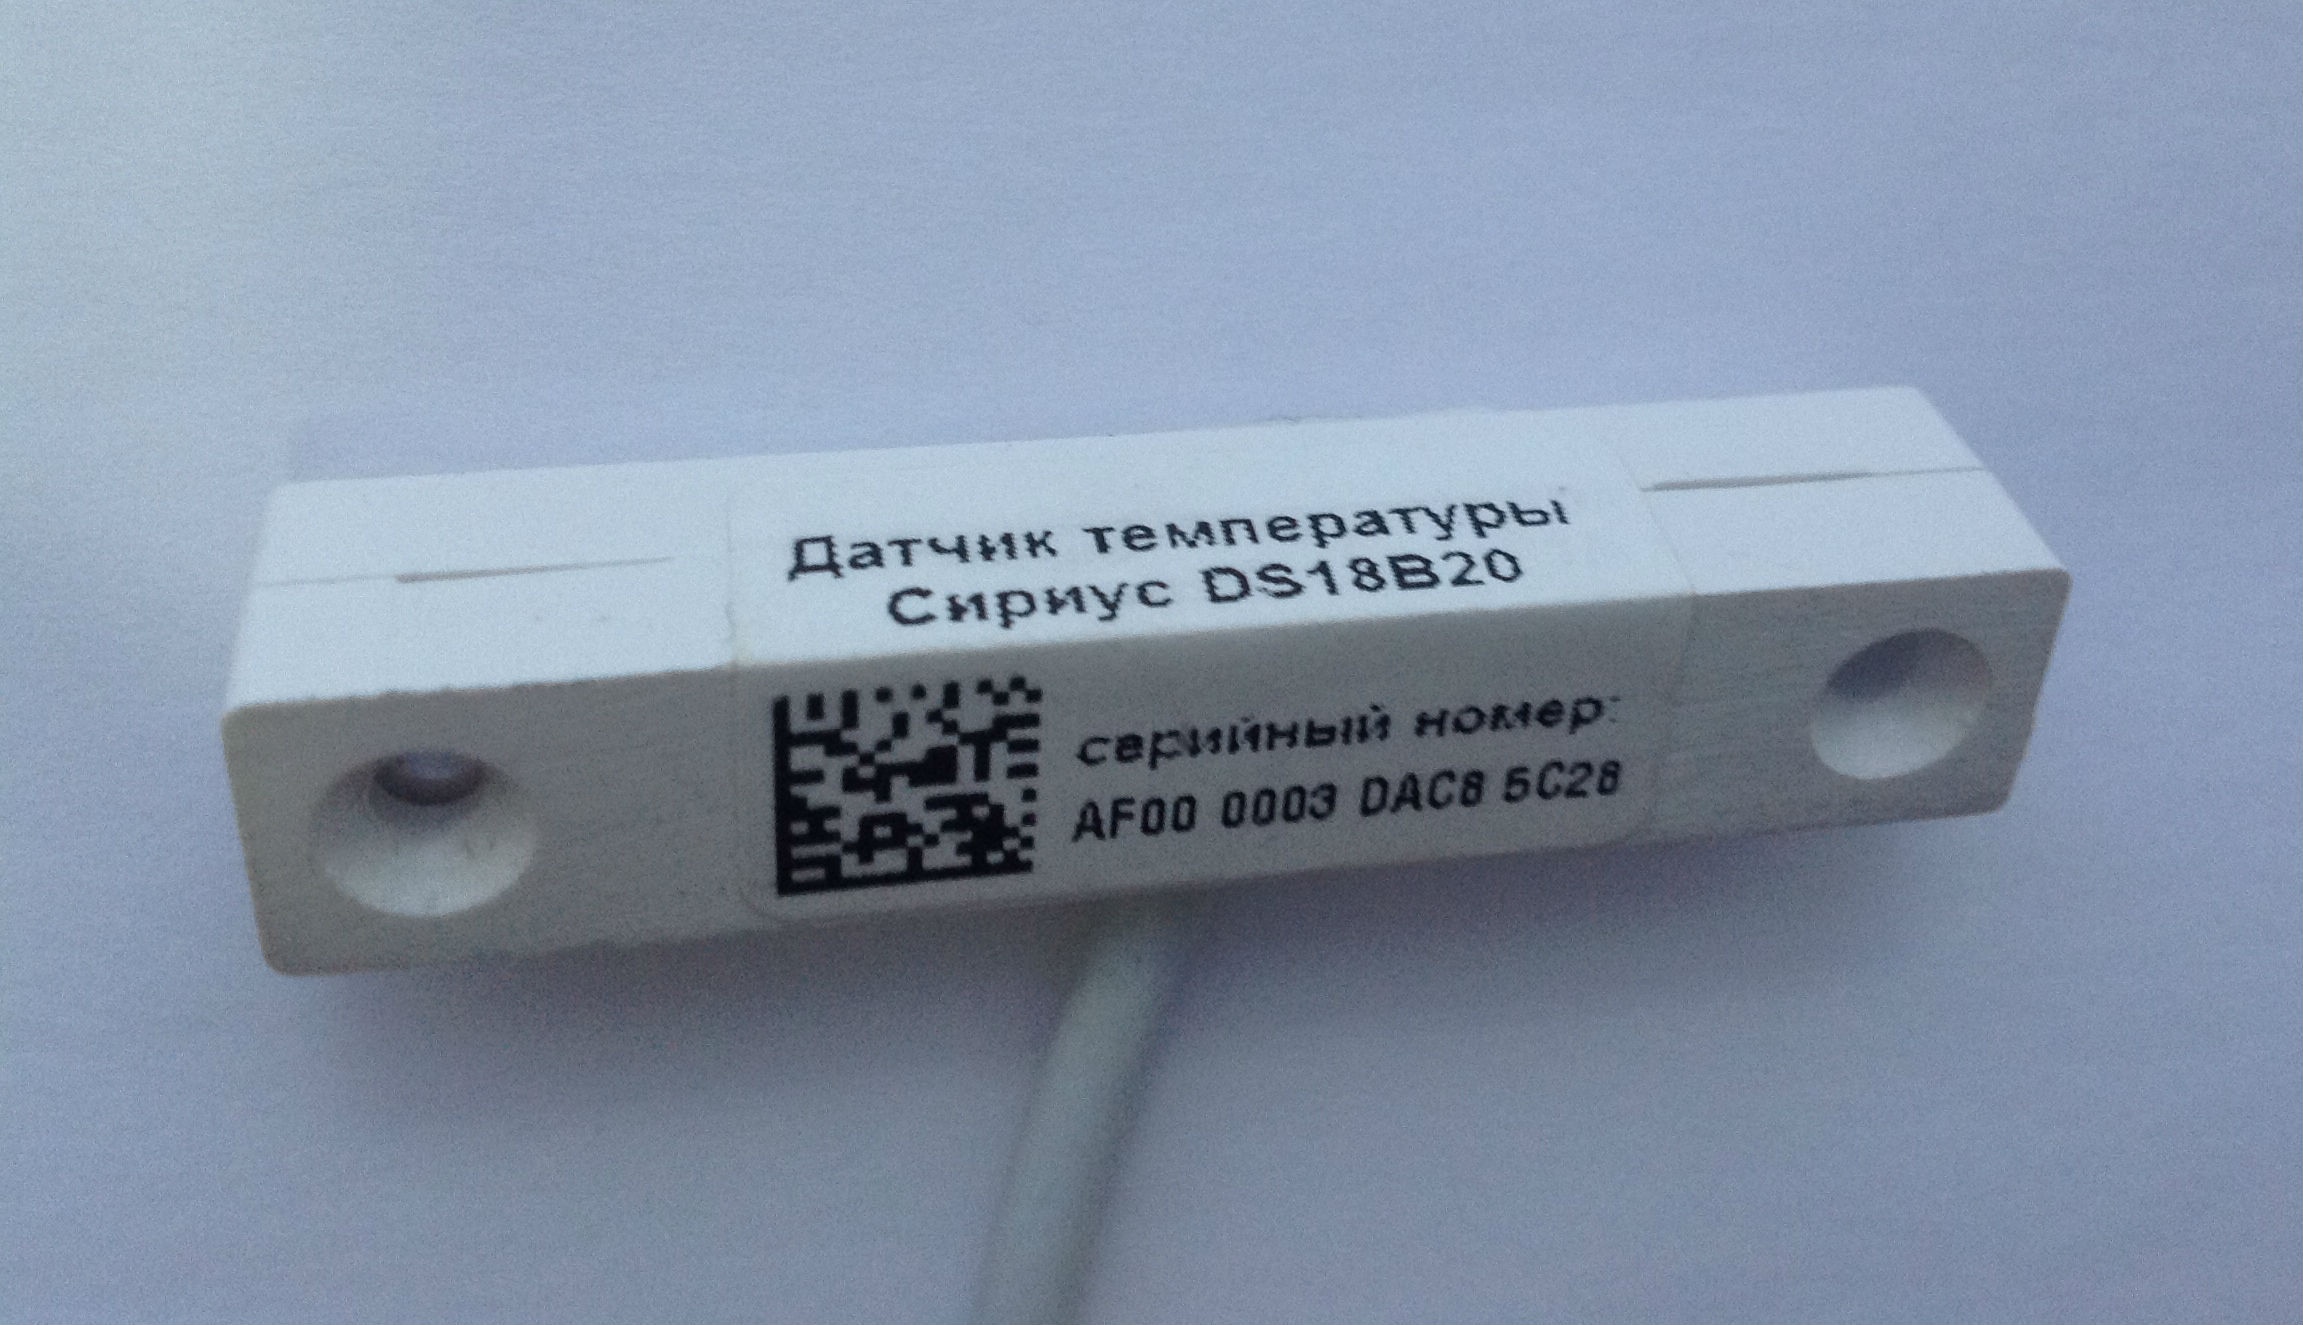 Датчик температуры
Сириус DS18B20
серийный номер:
AF00 0003 DAC8 5C28